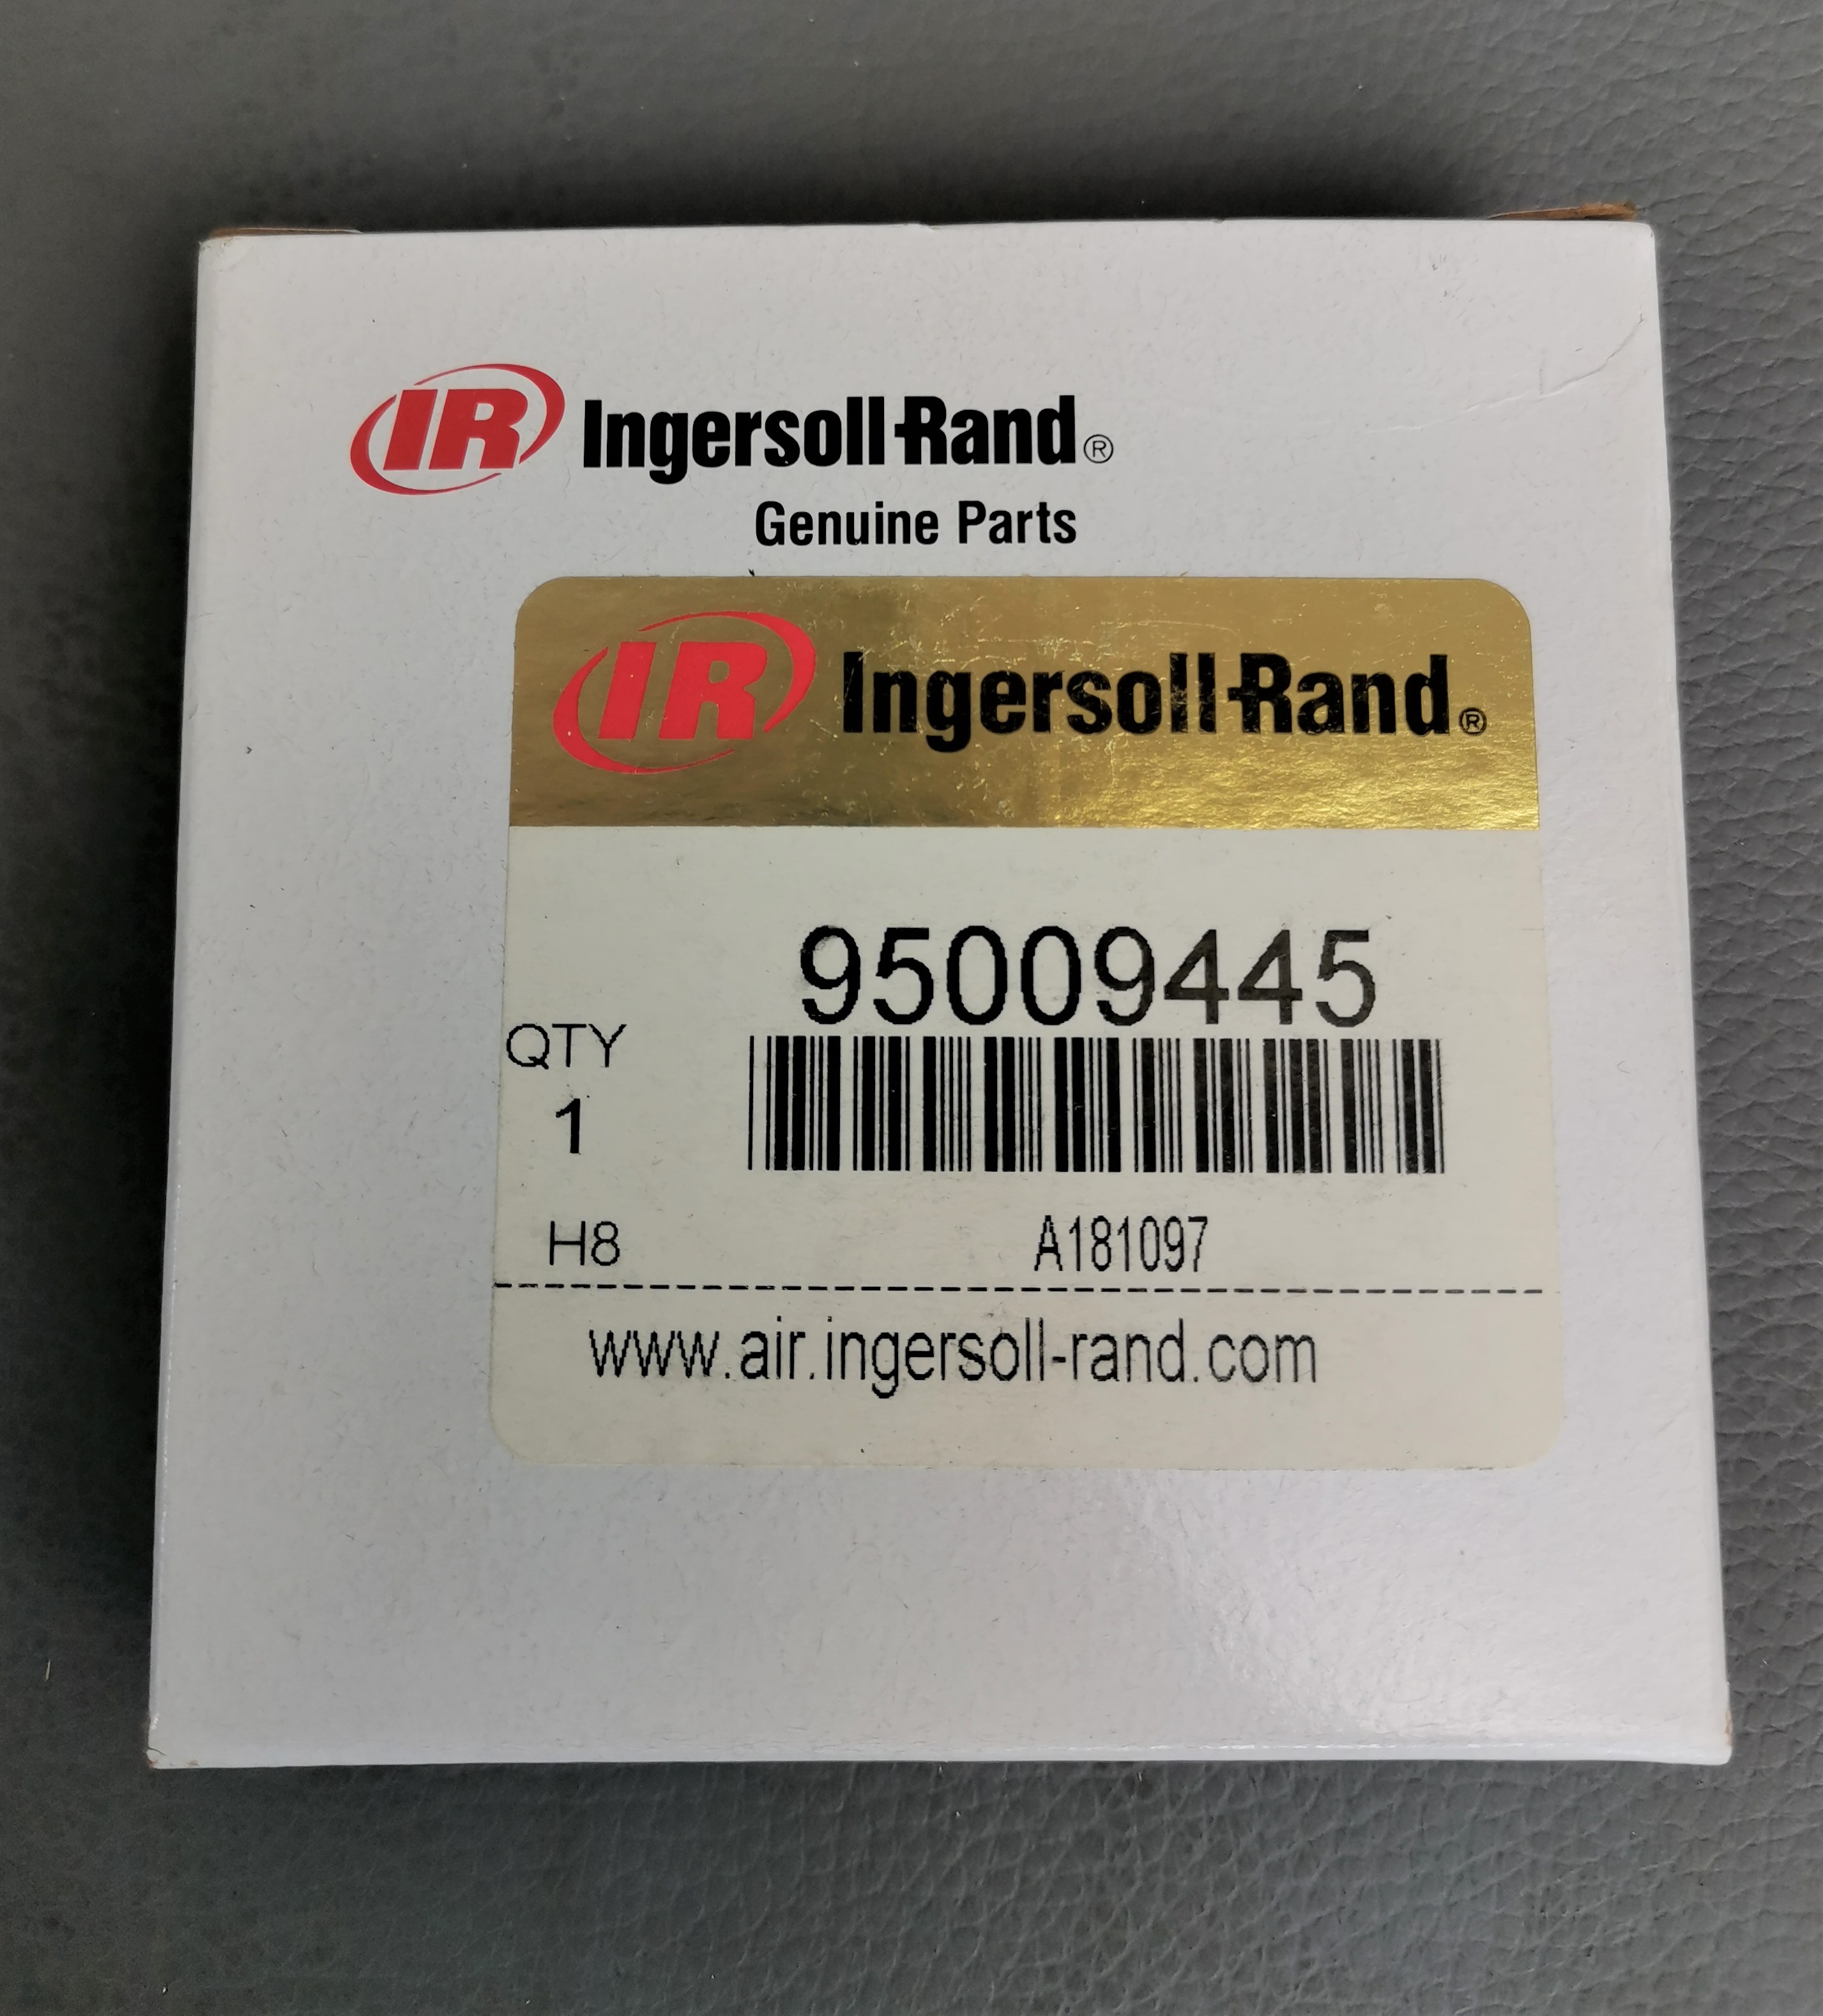 IR Ingersoll-Rand®
Genuine Parts
IR Ingersoll-Rand®
95009445
QTY
1
H8 A181097
www.air.ingersoll-rand.com